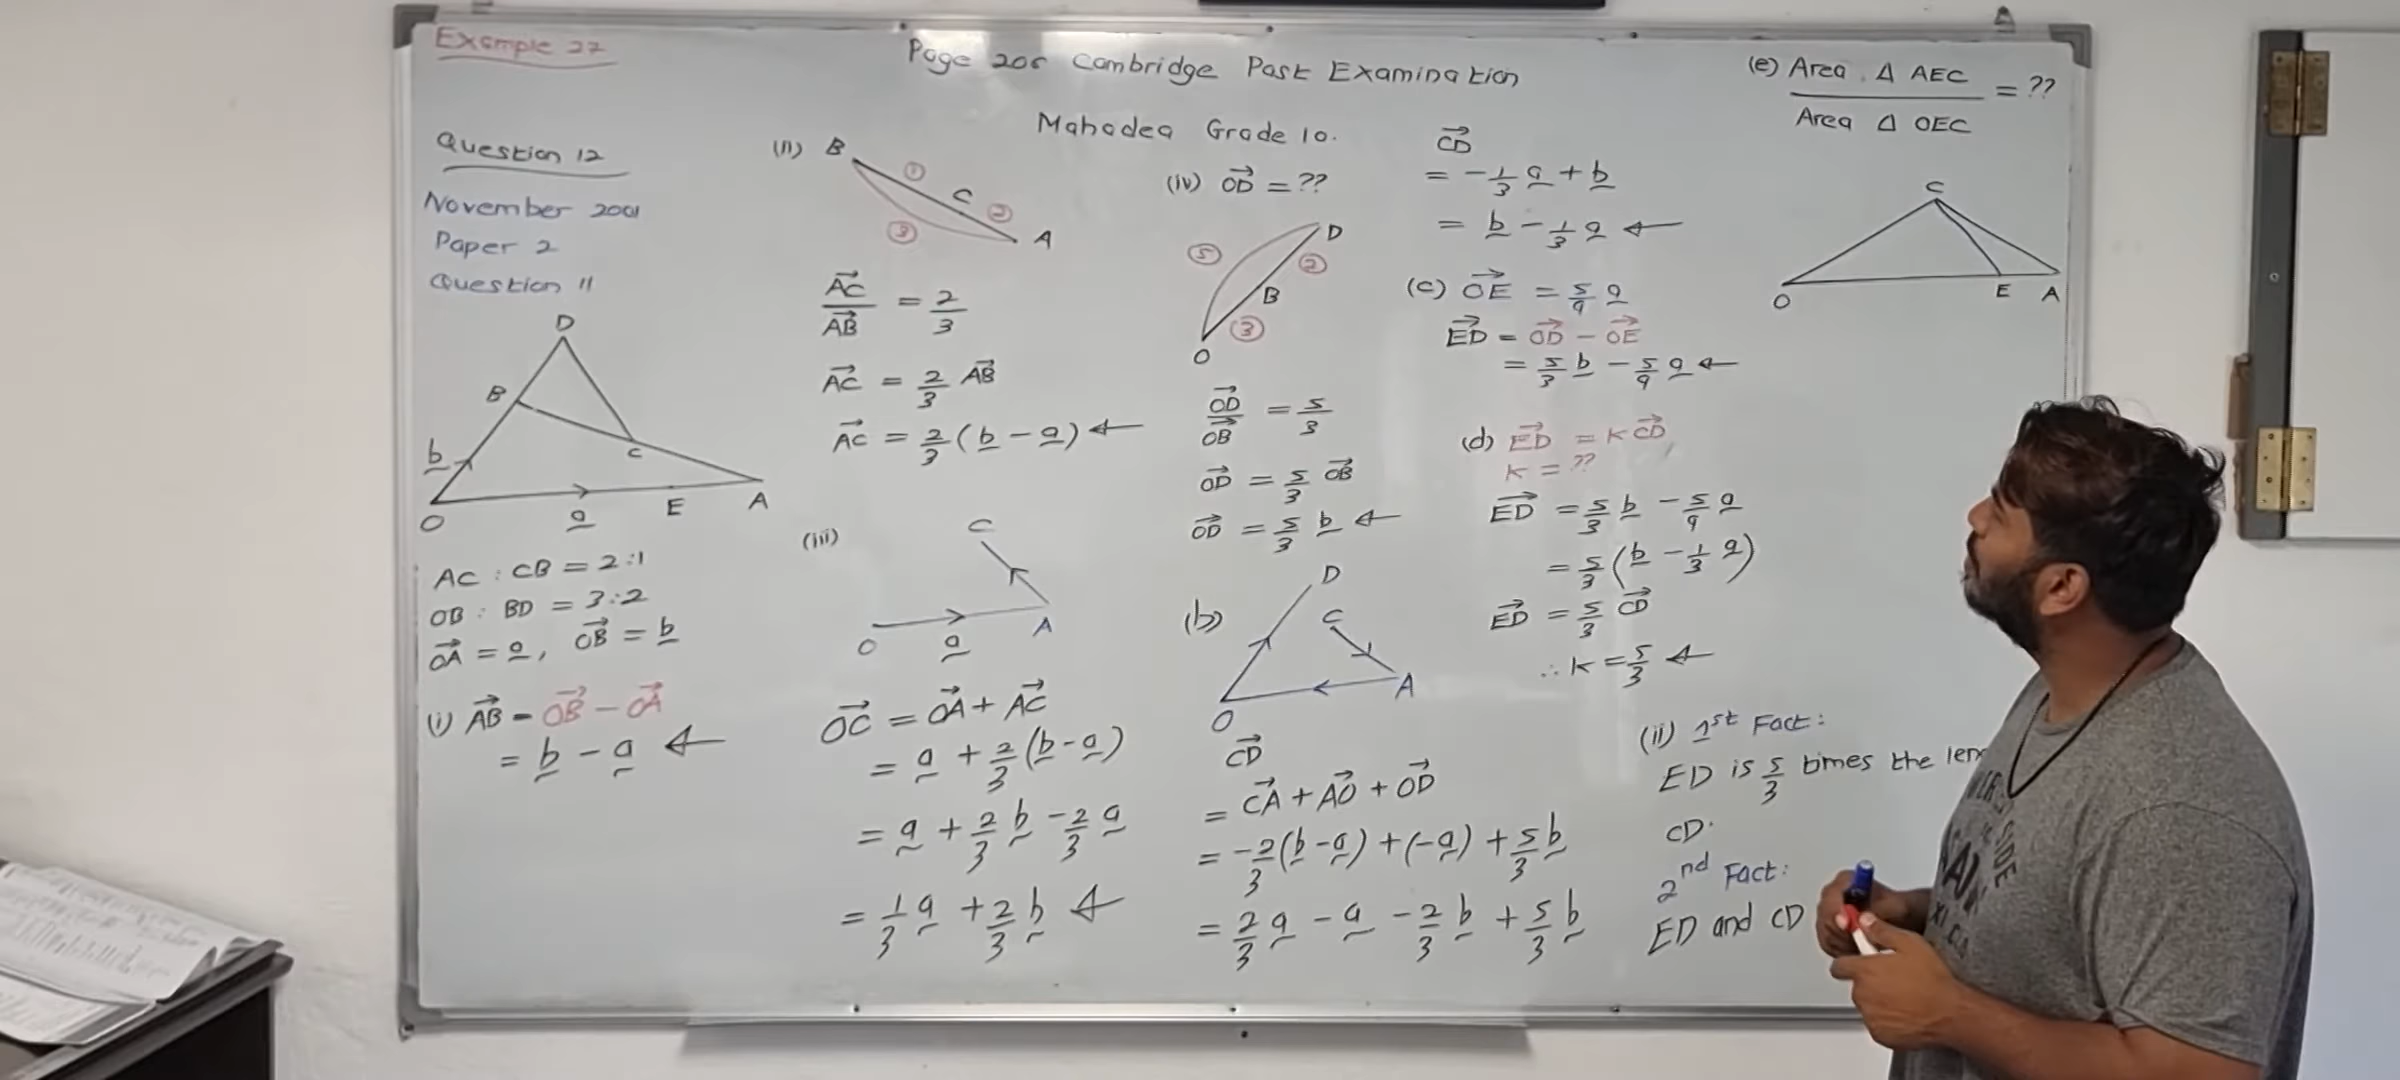 Example 27
Page 205 Cambridge Past Examination
Mahadea Grade 10.
Question 12
November 2001
Paper 2
Question 11
D
B
b
C
O
a
E
A
AC : CB = 2:1
OB : BD = 3:2
→OA = a, →OB = b
(i) →AB = →OB − →OA
= b − a ←
(ii) B
①
C
②
③
A
→AC / →AB = 2/3
→AC = 2/3 →AB
→AC = 2/3 (b − a) ←
(iii)
C
O
a
A
→OC = →OA + →AC
= a + 2/3 (b − a)
= a + 2/3 b − 2/3 a
= 1/3 a + 2/3 b ←
(iv) →OD = ??
D
⑤
②
B
③
O
→OD / →OB = 5/3
→OD = 5/3 →OB
→OD = 5/3 b ←
(b)
D
C
A
O
→CD
= →CA + →AO + →OD
= −2/3 (b − a) + (−a) + 5/3 b
= 2/3 a − a − 2/3 b + 5/3 b
→CD
= −1/3 a + b
= b − 1/3 a ←
(c) →OE = 5/9 a
→ED = →OD − →OE
= 5/3 b − 5/9 a ←
(d) →ED = K →CD
K = ??
→ED = 5/3 b − 5/9 a
= 5/3 (b − 1/3 a)
→ED = 5/3 →CD
∴ K = 5/3 ←
(ii) 1st Fact:
ED is 5/3 times the
CD.
2nd Fact:
ED and CD
(e) Area Δ AEC / Area Δ OEC = ??
C
O
E
A